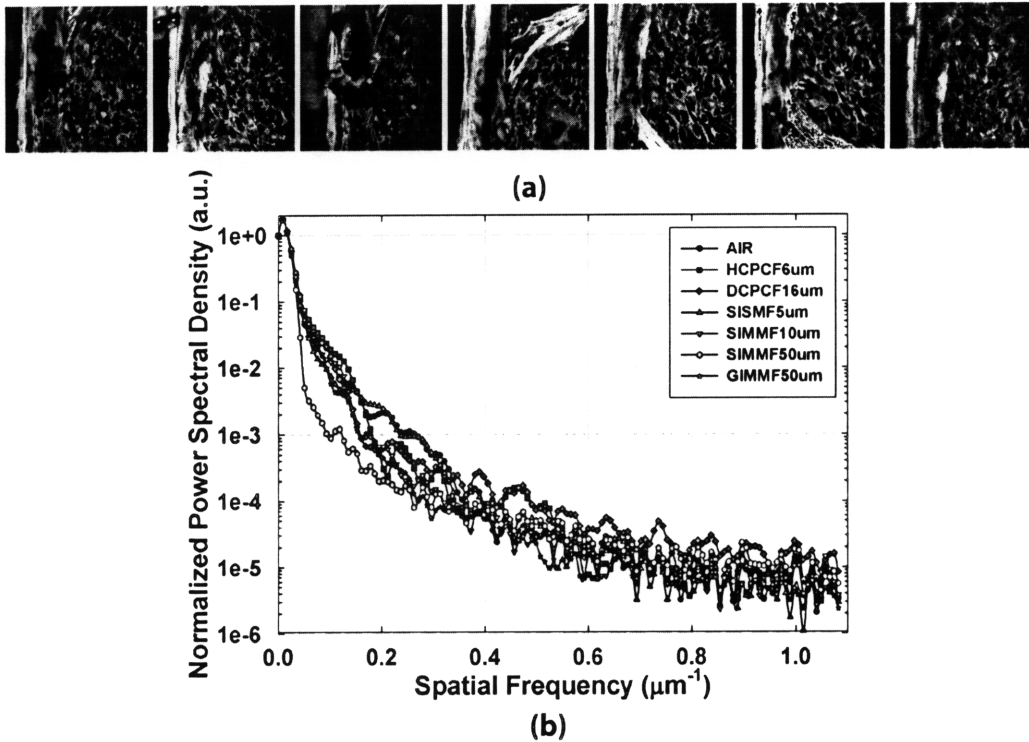 (a)
Normalized Power Spectral Density (a.u.)
1e+0
1e-1
1e-2
1e-3
1e-4
1e-5
1e-6
AIR
HCPCF6um
DCPCF16um
SISMF5um
SIMMF10um
SIMMF50um
GIMMF50um
0.0 0.2 0.4 0.6 0.8 1.0
Spatial Frequency (μm⁻¹)
(b)